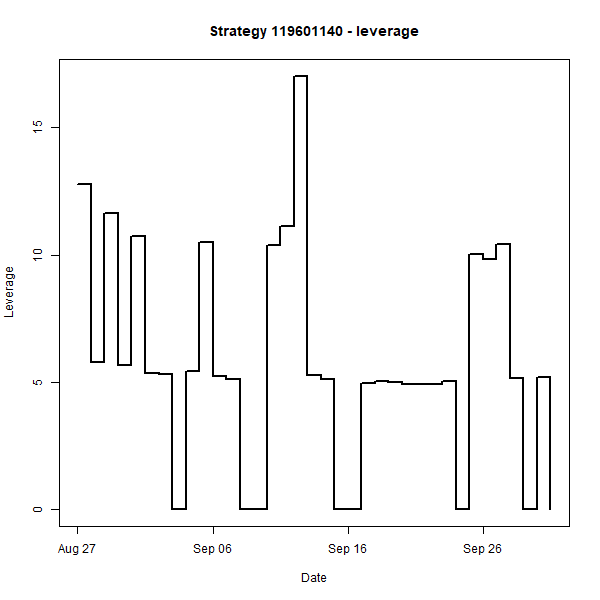 Strategy 119601140 - leverage
15
10
5
0
Leverage
Aug 27 Sep 06 Sep 16 Sep 26
Date